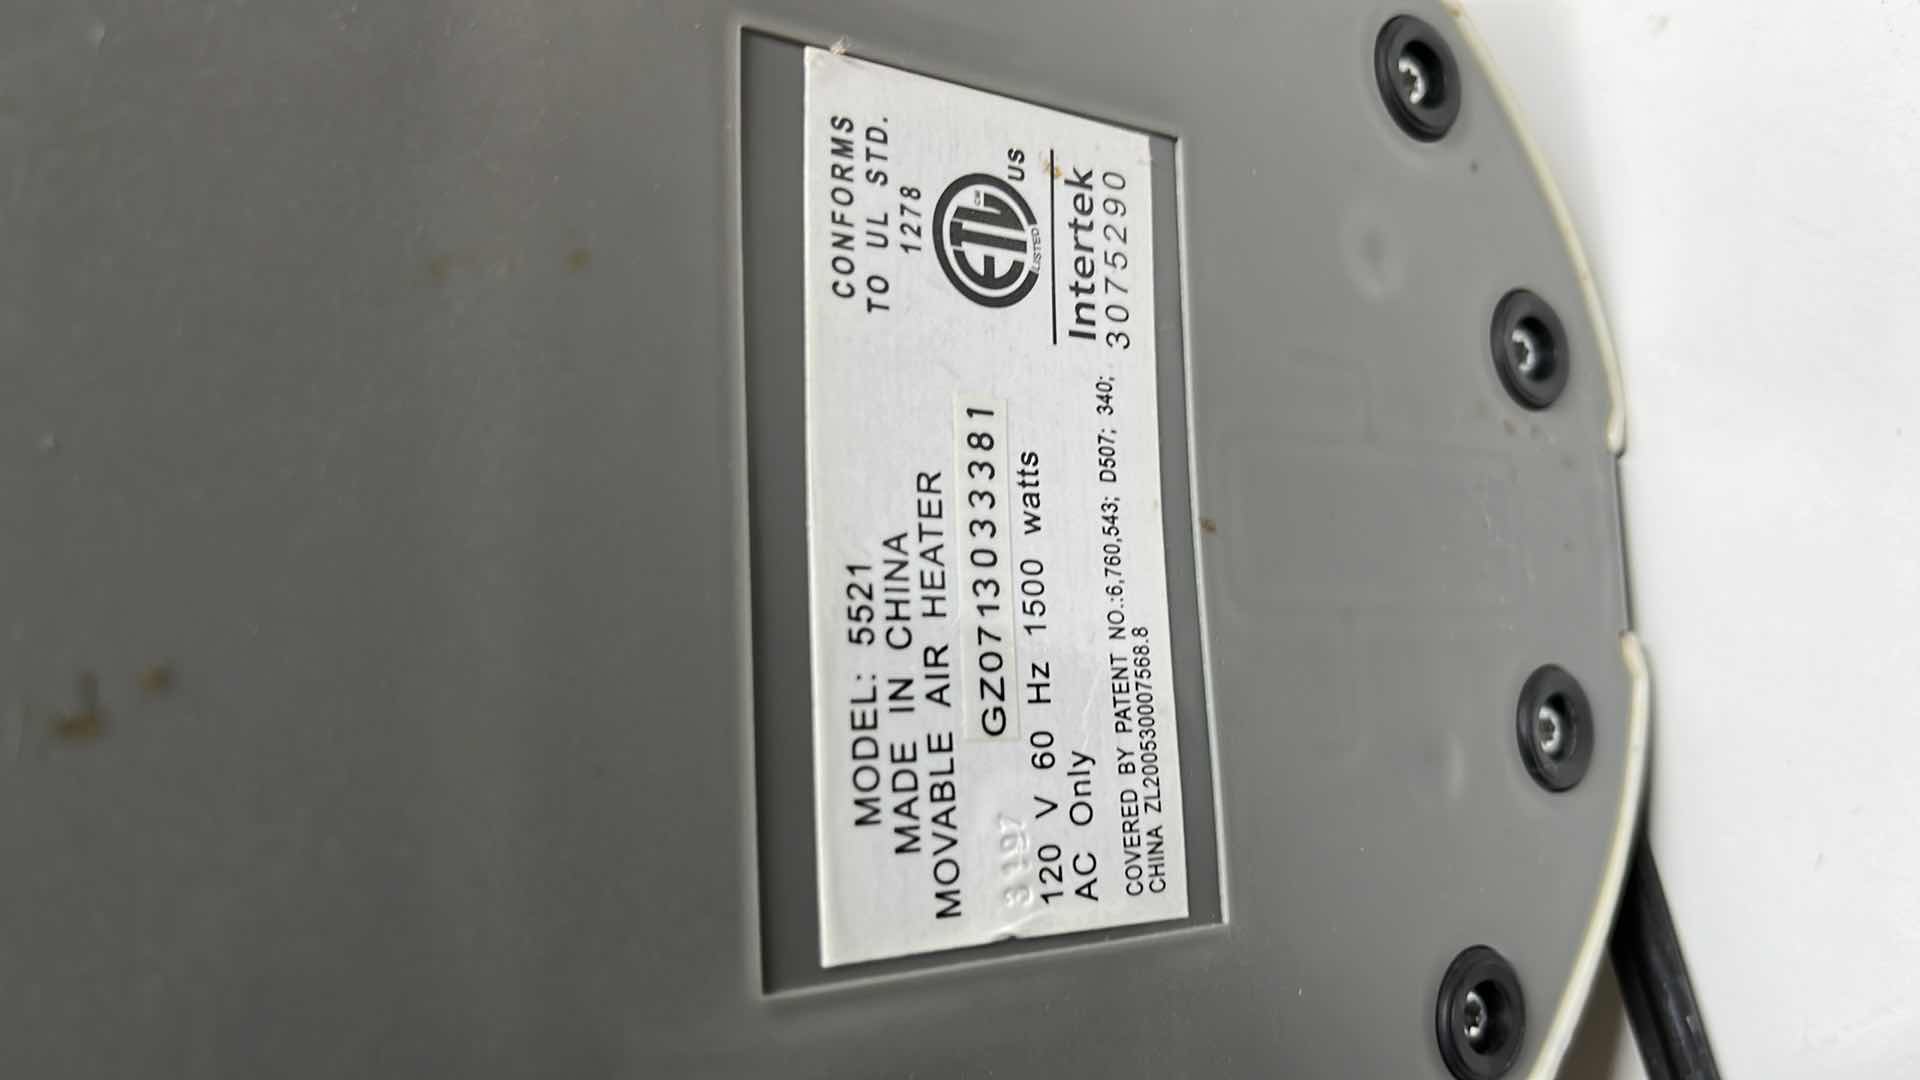 MODEL: 5521
MADE IN CHINA
MOVABLE AIR HEATER
GZ0713033381
3197
120 V 60 Hz 1500 watts
AC Only
COVERED BY PATENT NO.:6,760,543; D507; 340;
CHINA ZL200530007568.8
CONFORMS
TO UL STD.
1278
ETL CM
LISTED
US
Intertek
3075290